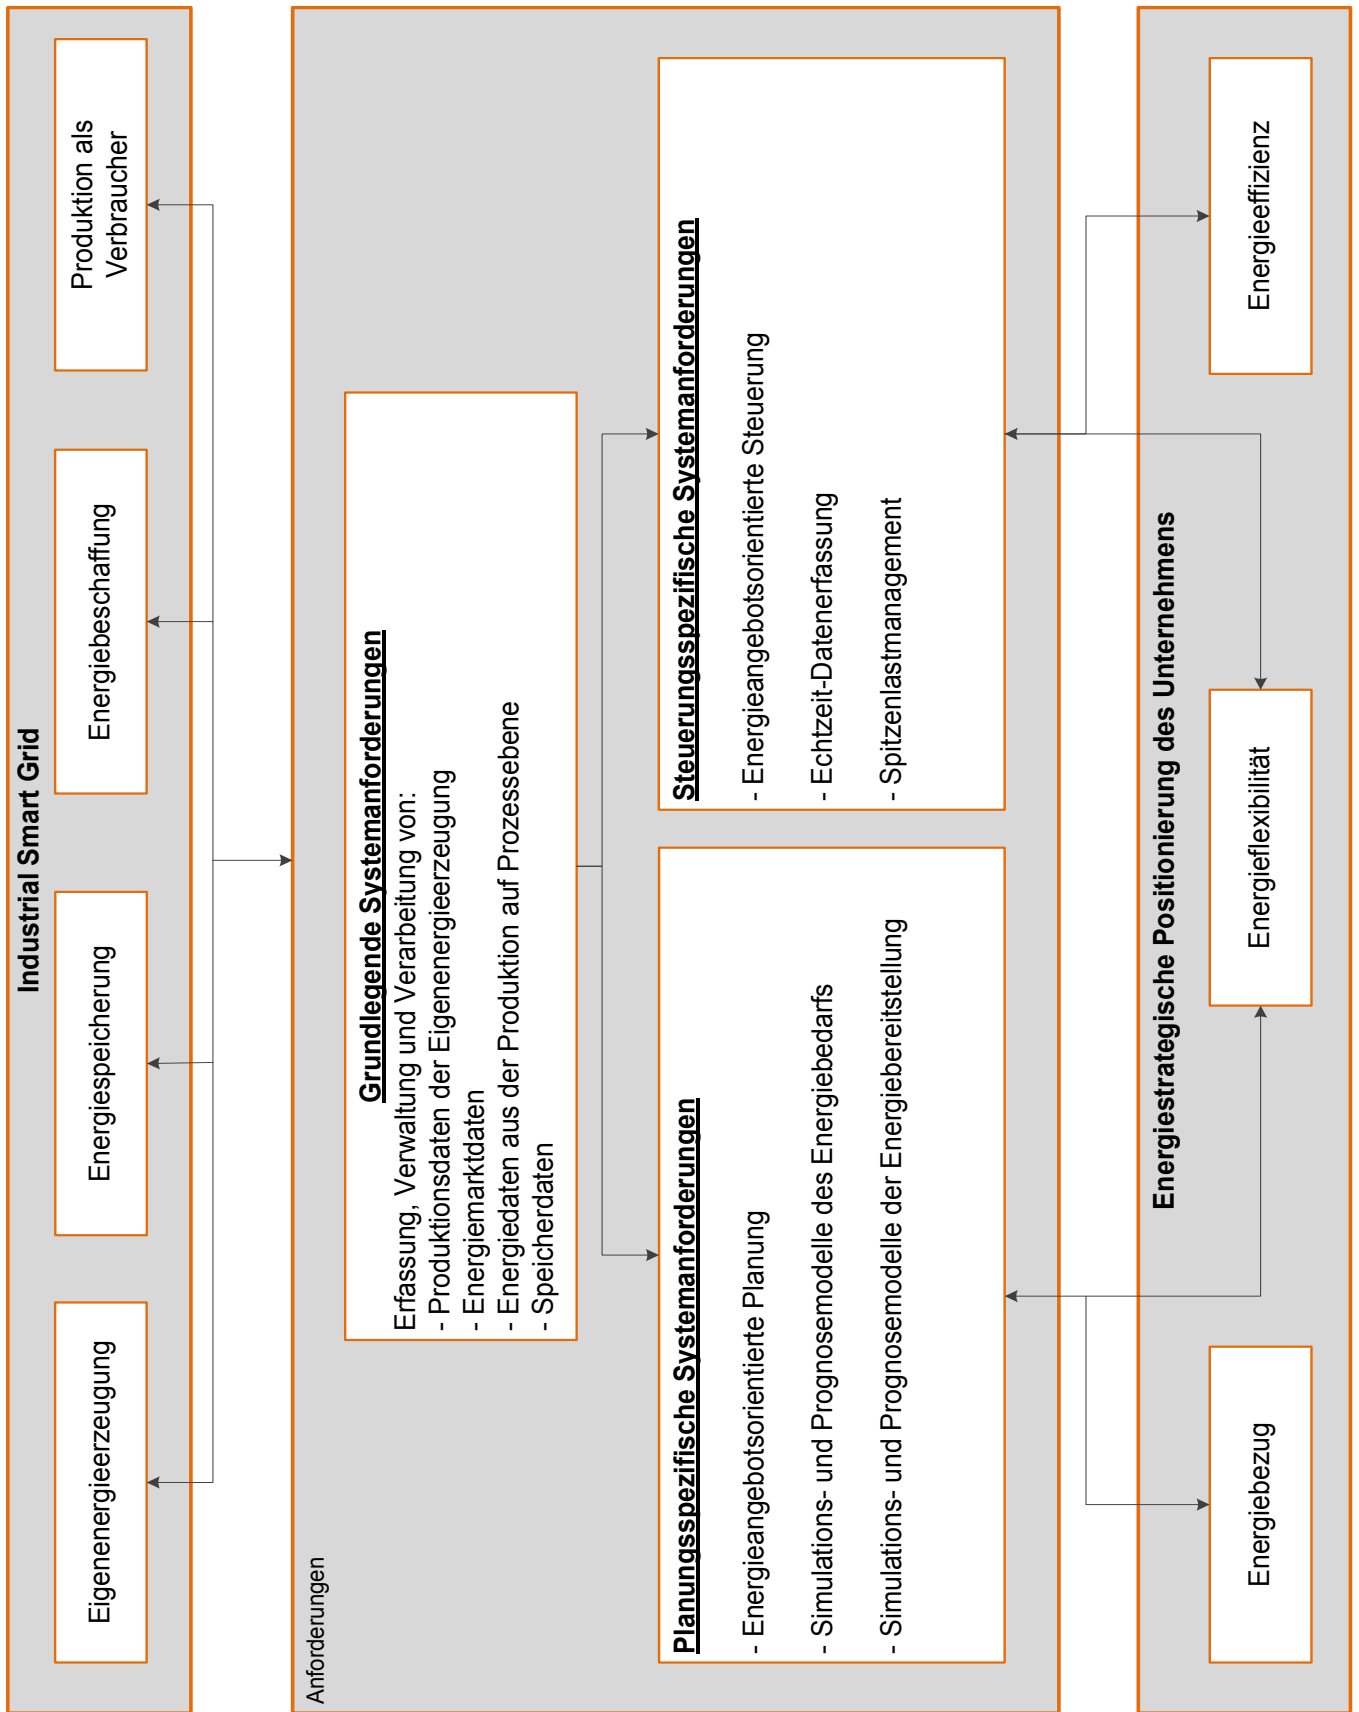 Industrial Smart Grid
Eigenenergieerzeugung
Energiespeicherung
Energiebeschaffung
Produktion als
Verbraucher
Anforderungen
Grundlegende Systemanforderungen
Erfassung, Verwaltung und Verarbeitung von:
- Produktionsdaten der Eigenenergieerzeugung
- Energiemarktdaten
- Energiedaten aus der Produktion auf Prozessebene
- Speicherdaten
Planungsspezifische Systemanforderungen
- Energieangebotsorientierte Planung
- Simulations- und Prognosemodelle des Energiebedarfs
- Simulations- und Prognosemodelle der Energiebereitstellung
Steuerungsspezifische Systemanforderungen
- Energieangebotsorientierte Steuerung
- Echtzeit-Datenerfassung
- Spitzenlastmanagement
Energiestrategische Positionierung des Unternehmens
Energiebezug
Energieflexibilität
Energieeffizienz